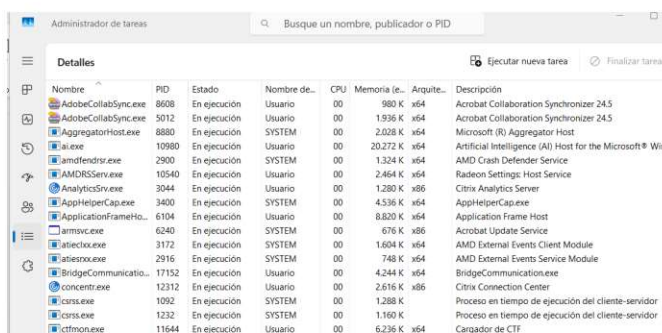 Administrador de tareas
Busque un nombre, publicador o PID
Detalles
Ejecutar nueva tarea
Finalizar tarea
Nombre PID Estado Nombre de... CPU Memoria (e... Arquite... Descripción
AdobeCollabSync.exe 8608 En ejecución Usuario 00 980 K x64 Acrobat Collaboration Synchronizer 24.5
AdobeCollabSync.exe 5012 En ejecución Usuario 00 1.936 K x64 Acrobat Collaboration Synchronizer 24.5
AggregatorHost.exe 8880 En ejecución SYSTEM 00 2.028 K x64 Microsoft (R) Aggregator Host
ai.exe 10980 En ejecución Usuario 00 20.272 K x64 Artificial Intelligence (AI) Host for the Microsoft® Wi
amdfendrsr.exe 2900 En ejecución SYSTEM 00 1.324 K x64 AMD Crash Defender Service
AMDRSServ.exe 10540 En ejecución Usuario 00 2.464 K x64 Radeon Settings: Host Service
AnalyticsSrv.exe 3044 En ejecución Usuario 00 1.280 K x86 Citrix Analytics Server
AppHelperCap.exe 3400 En ejecución SYSTEM 00 4.536 K x64 AppHelperCap.exe
ApplicationFrameHo... 6104 En ejecución Usuario 00 8.820 K x64 Application Frame Host
armsvc.exe 6240 En ejecución SYSTEM 00 676 K x86 Acrobat Update Service
atieclxx.exe 3172 En ejecución SYSTEM 00 1.604 K x64 AMD External Events Client Module
atiesrxx.exe 2916 En ejecución SYSTEM 00 748 K x64 AMD External Events Service Module
BridgeCommunicatio... 17152 En ejecución Usuario 00 4.244 K x64 BridgeCommunication.exe
concentr.exe 12312 En ejecución Usuario 00 2.616 K x86 Citrix Connection Center
csrss.exe 1092 En ejecución SYSTEM 00 1.288 K Proceso en tiempo de ejecución del cliente-servidor
csrss.exe 1232 En ejecución SYSTEM 00 1.160 K Proceso en tiempo de ejecución del cliente-servidor
ctfmon.exe 11644 En ejecución Usuario 00 6.236 K x64 Cargador de CTF